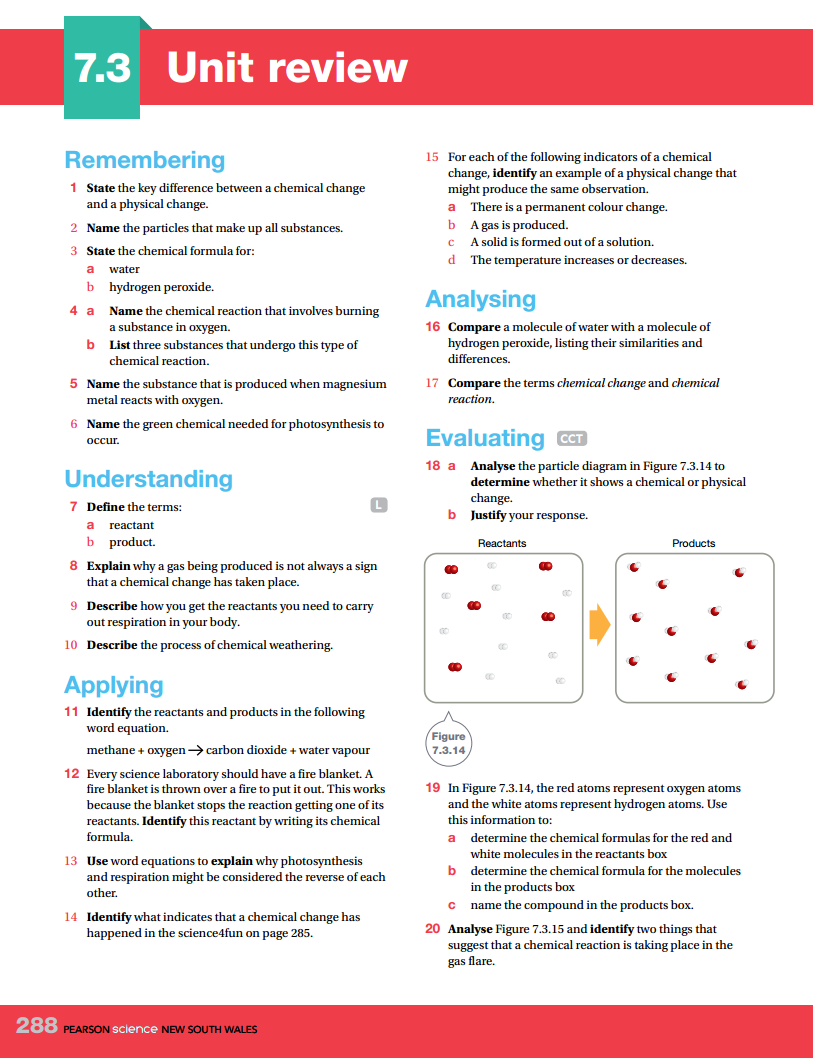 7.3 Unit review
Remembering
1 State the key difference between a chemical change
and a physical change.
2 Name the particles that make up all substances.
3 State the chemical formula for:
a water
b hydrogen peroxide.
4 a Name the chemical reaction that involves burning
a substance in oxygen.
b List three substances that undergo this type of
chemical reaction.
5 Name the substance that is produced when magnesium
metal reacts with oxygen.
6 Name the green chemical needed for photosynthesis to
occur.
Understanding
7 Define the terms: L
a reactant
b product.
8 Explain why a gas being produced is not always a sign
that a chemical change has taken place.
9 Describe how you get the reactants you need to carry
out respiration in your body.
10 Describe the process of chemical weathering.
Applying
11 Identify the reactants and products in the following
word equation.
methane + oxygen → carbon dioxide + water vapour
12 Every science laboratory should have a fire blanket. A
fire blanket is thrown over a fire to put it out. This works
because the blanket stops the reaction getting one of its
reactants. Identify this reactant by writing its chemical
formula.
13 Use word equations to explain why photosynthesis
and respiration might be considered the reverse of each
other.
14 Identify what indicates that a chemical change has
happened in the science4fun on page 285.
15 For each of the following indicators of a chemical
change, identify an example of a physical change that
might produce the same observation.
a There is a permanent colour change.
b A gas is produced.
c A solid is formed out of a solution.
d The temperature increases or decreases.
Analysing
16 Compare a molecule of water with a molecule of
hydrogen peroxide, listing their similarities and
differences.
17 Compare the terms chemical change and chemical
reaction.
Evaluating CCT
18 a Analyse the particle diagram in Figure 7.3.14 to
determine whether it shows a chemical or physical
change.
b Justify your response.
Reactants
Products
Figure
7.3.14
19 In Figure 7.3.14, the red atoms represent oxygen atoms
and the white atoms represent hydrogen atoms. Use
this information to:
a determine the chemical formulas for the red and
white molecules in the reactants box
b determine the chemical formula for the molecules
in the products box
c name the compound in the products box.
20 Analyse Figure 7.3.15 and identify two things that
suggest that a chemical reaction is taking place in the
gas flare.
288 PEARSON science NEW SOUTH WALES